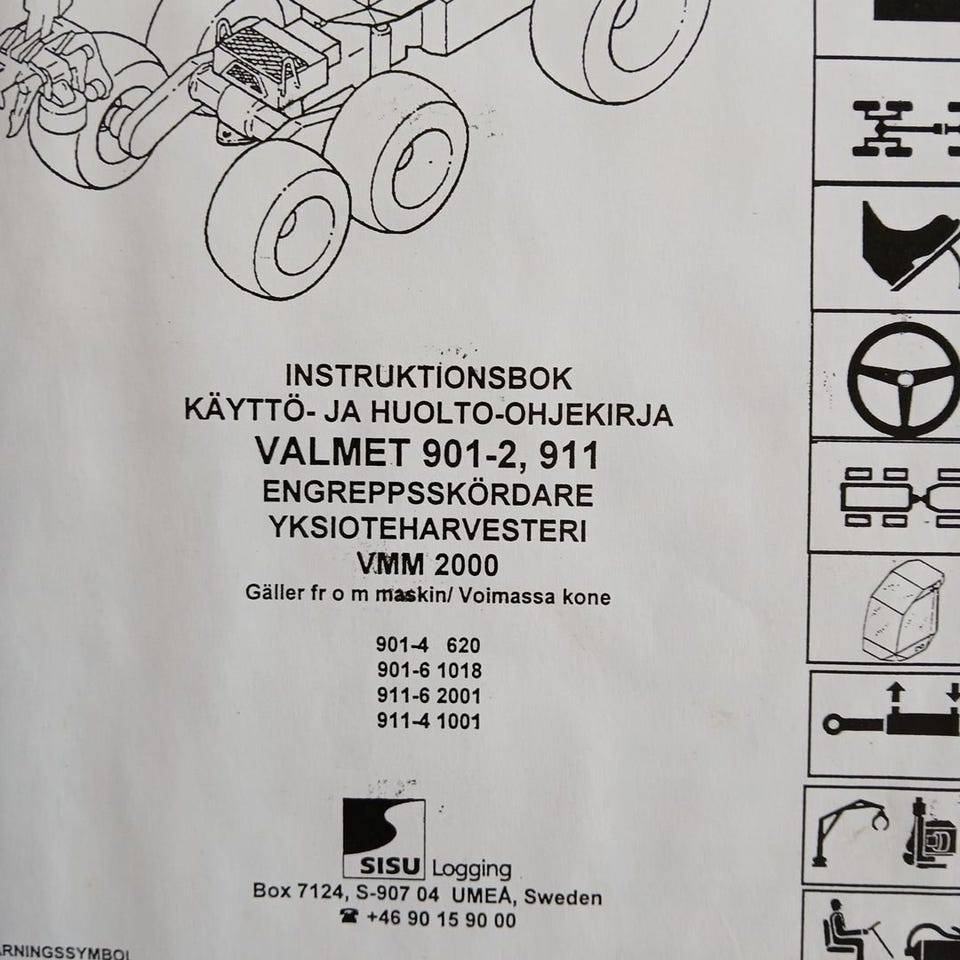 INSTRUKTIONSBOK
KÄYTTÖ- JA HUOLTO-OHJEKIRJA
VALMET 901-2, 911
ENGREPPSSKÖRDARE
YKSIOTEHARVESTERI
VMM 2000
Gäller fr o m maskin/ Voimassa kone
901-4 620
901-6 1018
911-6 2001
911-4 1001
SISU Logging
Box 7124, S-907 04 UMEÅ, Sweden
☎ +46 90 15 90 00
ARNINGSSYMBOL